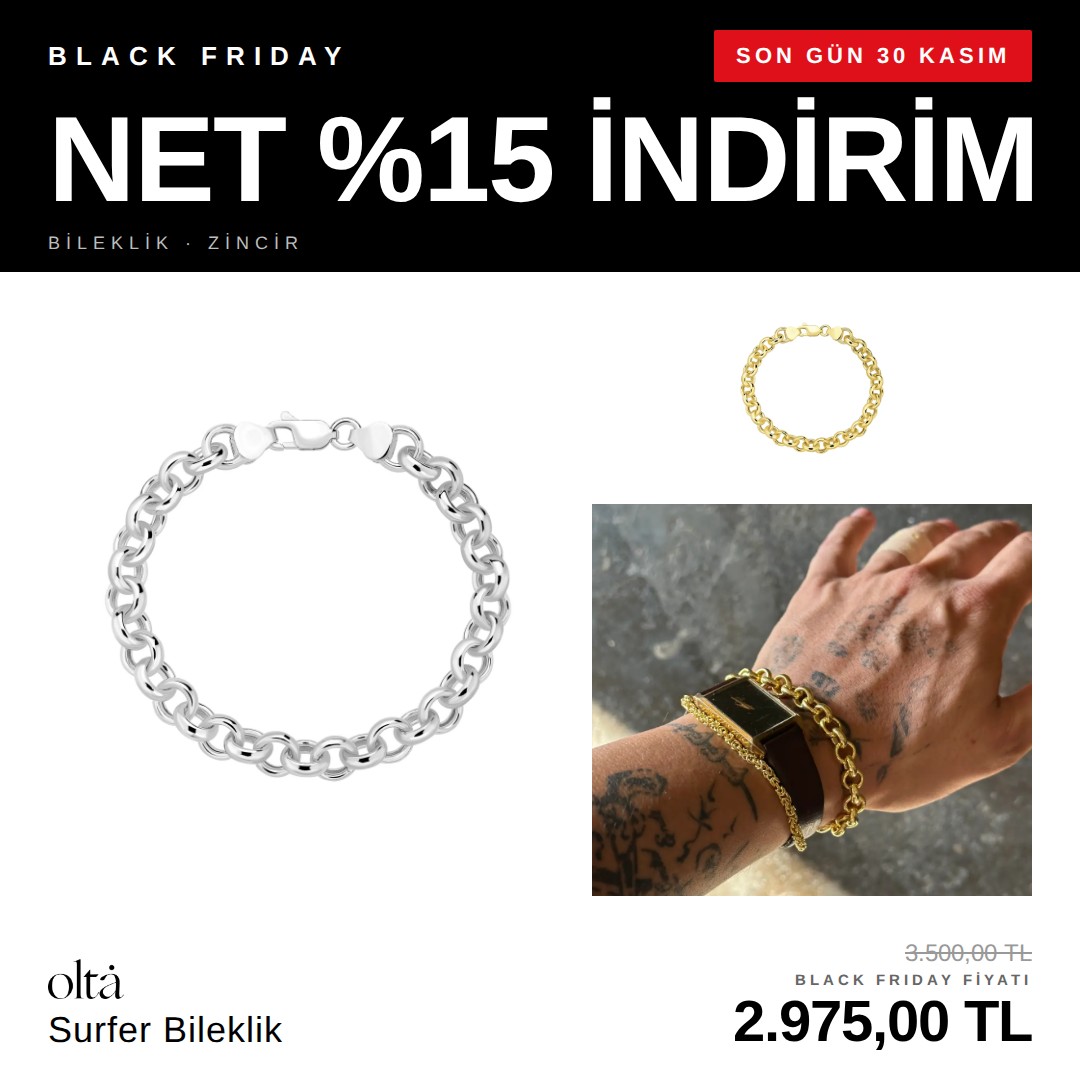 BLACK FRIDAY
SON GÜN 30 KASIM
NET %15 İNDİRİM
BİLEKLİK · ZİNCİR
oltà
Surfer Bileklik
3.500,00 TL
BLACK FRIDAY FİYATI
2.975,00 TL